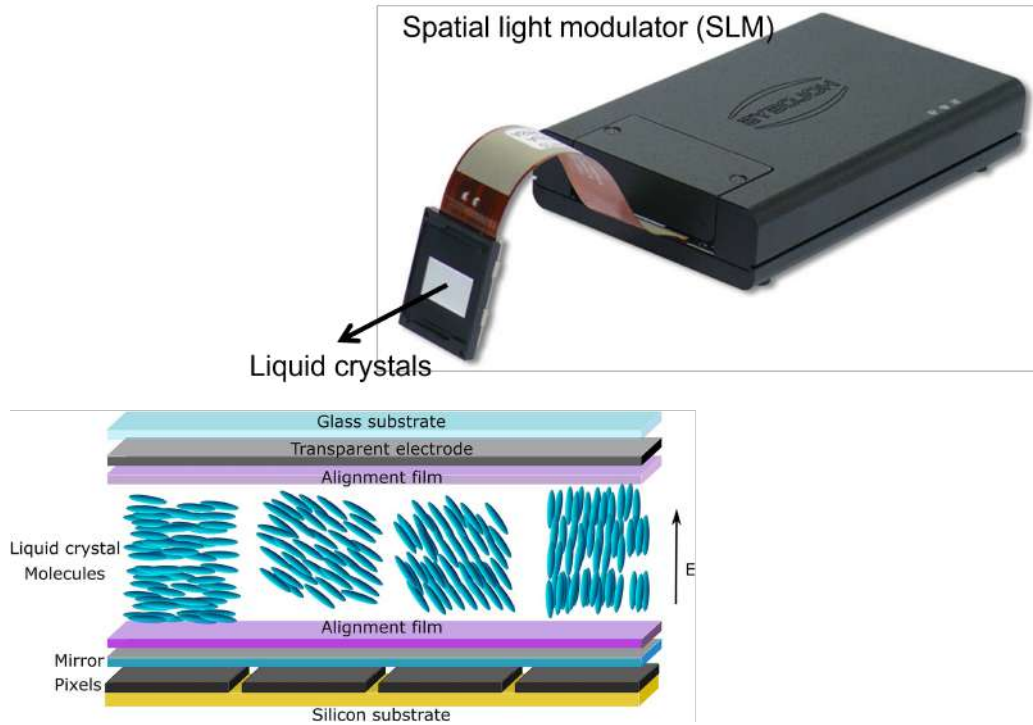 Spatial light modulator (SLM)
HOLOEYE
Liquid crystals
Glass substrate
Transparent electrode
Alignment film
Liquid crystal
Molecules
E
Alignment film
Mirror
Pixels
Silicon substrate